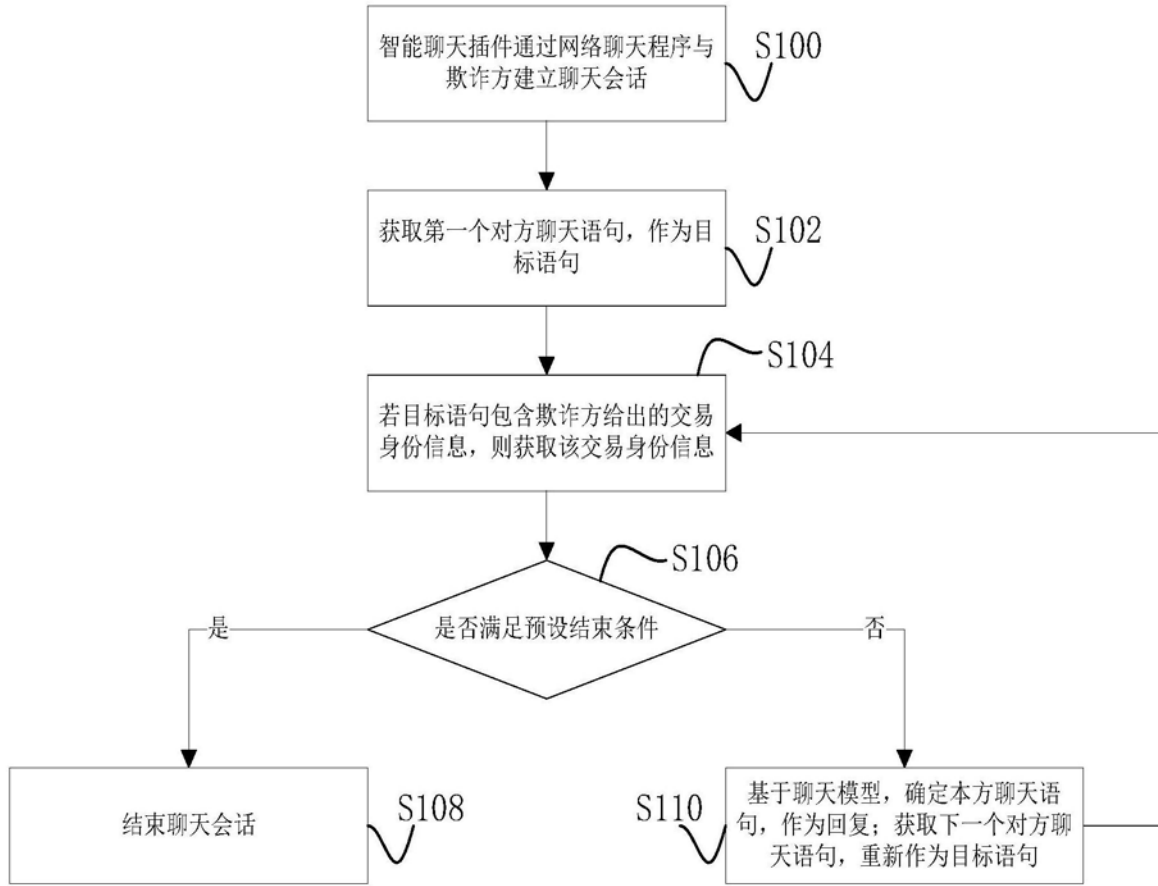 智能聊天插件通过网络聊天程序与
欺诈方建立聊天会话
S100
获取第一个对方聊天语句，作为目
标语句
S102
S104
若目标语句包含欺诈方给出的交易
身份信息，则获取该交易身份信息
S106
是否满足预设结束条件
是
否
结束聊天会话
S108
S110
基于聊天模型，确定本方聊天语
句，作为回复；获取下一个对方聊
天语句，重新作为目标语句